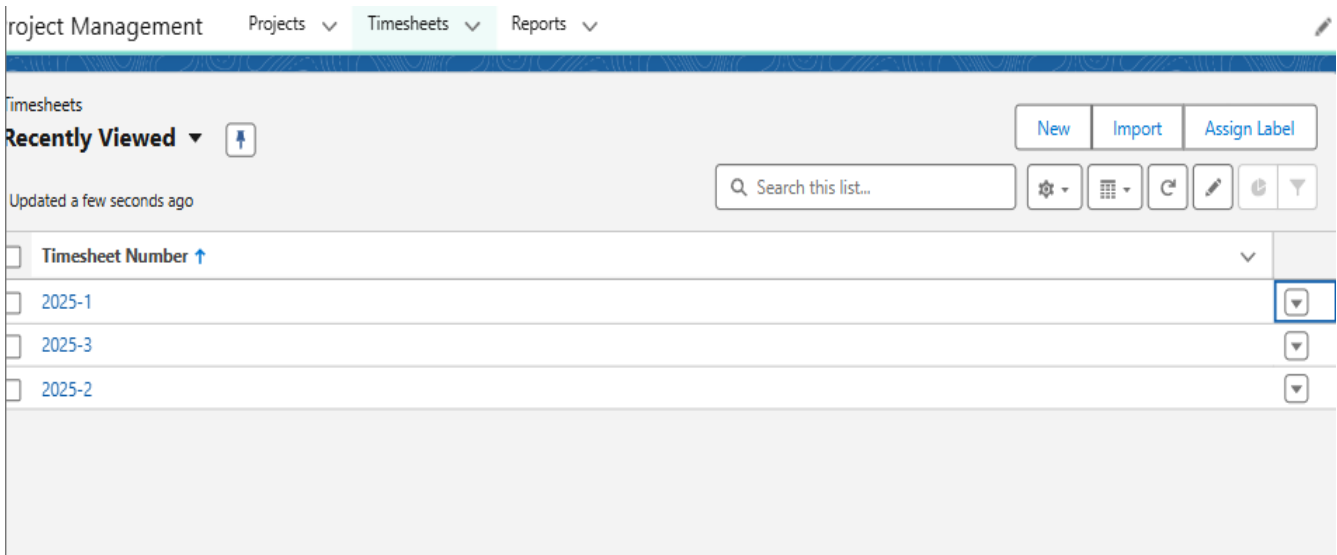 roject Management Projects Timesheets Reports
Timesheets
Recently Viewed
New Import Assign Label
Search this list...
Updated a few seconds ago
Timesheet Number ↑
2025-1
2025-3
2025-2